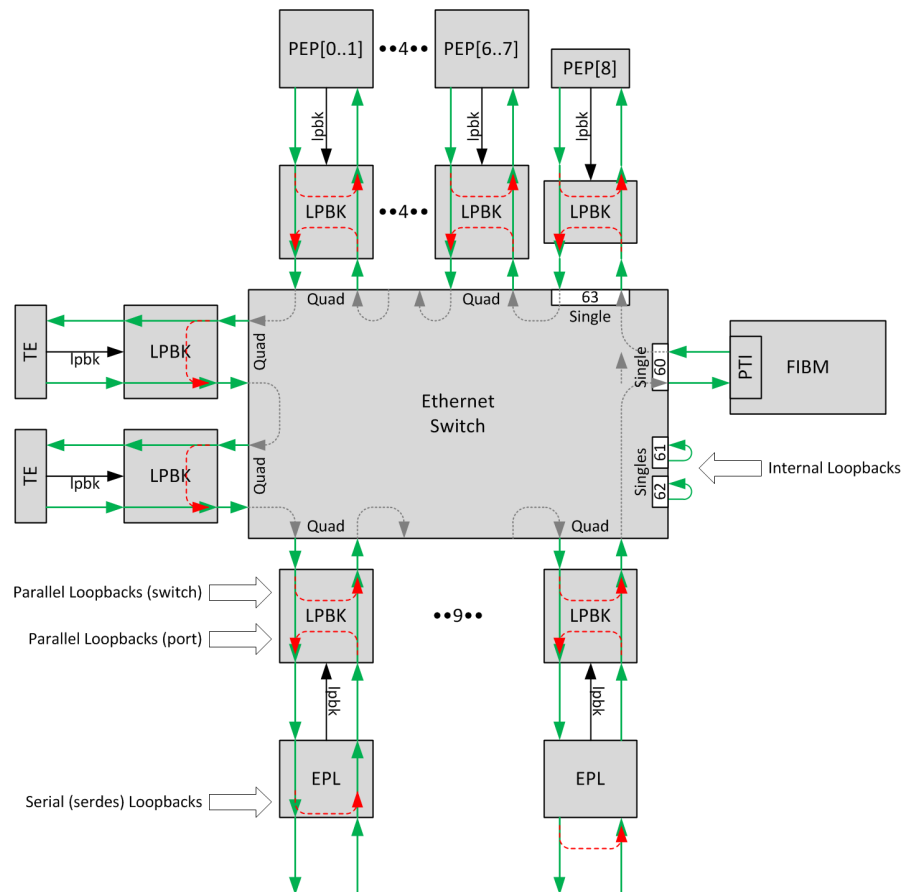 PEP[0..1]
••4••
PEP[6..7]
PEP[8]
lpbk
lpbk
lpbk
LPBK
••4••
LPBK
LPBK
Quad
Quad
63
Single
TE
lpbk
LPBK
Quad
Ethernet
Switch
Single
60
PTI
FIBM
TE
lpbk
LPBK
Quad
Singles
61
62
Internal Loopbacks
Quad
Quad
Parallel Loopbacks (switch)
Parallel Loopbacks (port)
LPBK
••9••
LPBK
lpbk
lpbk
EPL
EPL
Serial (serdes) Loopbacks